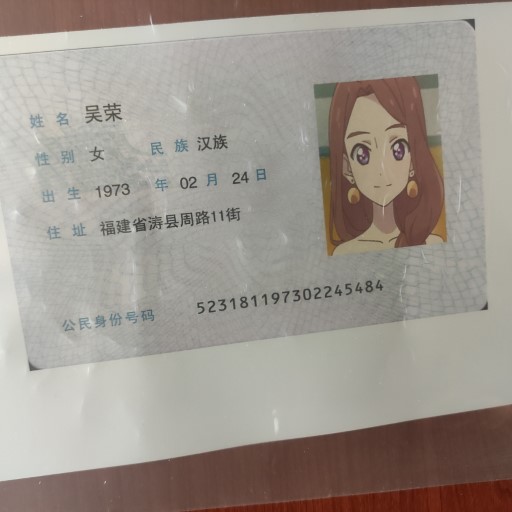 姓名 吴荣
性别 女 民族 汉族
出生 1973 年 02 月 24 日
住址 福建省涛县周路11街
公民身份号码 523181197302245484